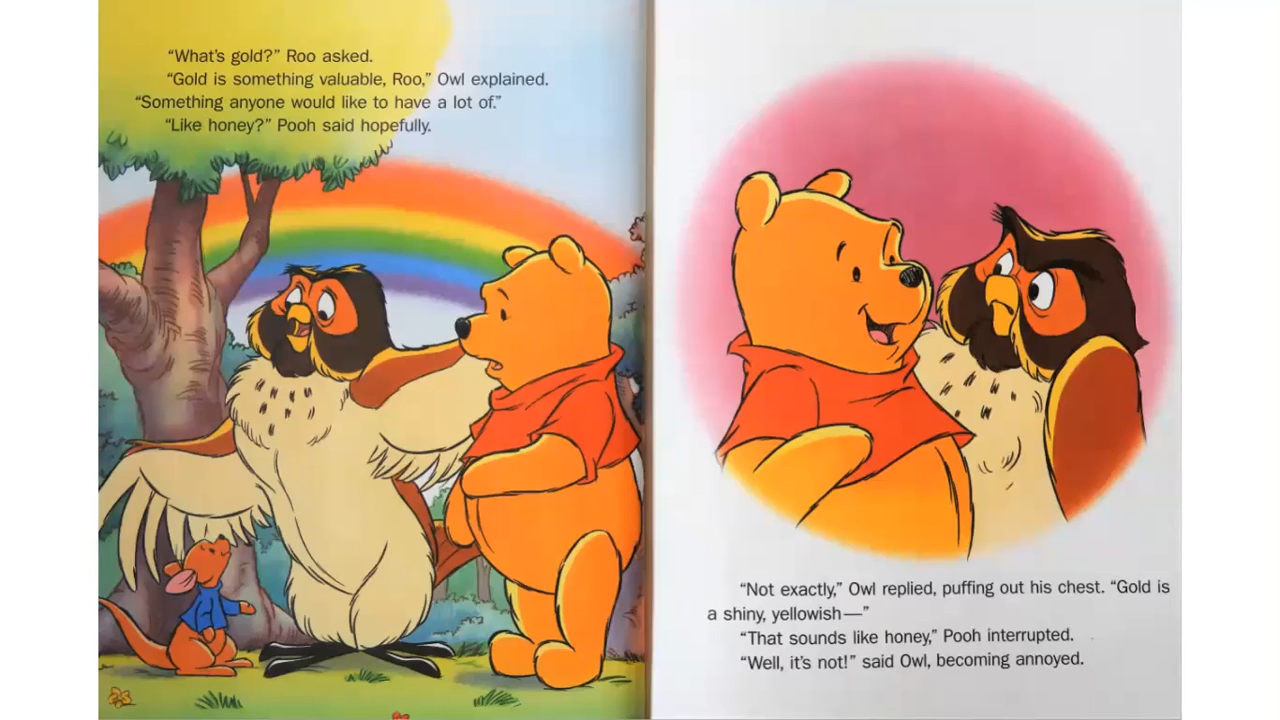 “What’s gold?” Roo asked.
“Gold is something valuable, Roo,” Owl explained.
“Something anyone would like to have a lot of.”
“Like honey?” Pooh said hopefully.
“Not exactly,” Owl replied, puffing out his chest. “Gold is
a shiny, yellowish—”
“That sounds like honey,” Pooh interrupted.
“Well, it’s not!” said Owl, becoming annoyed.